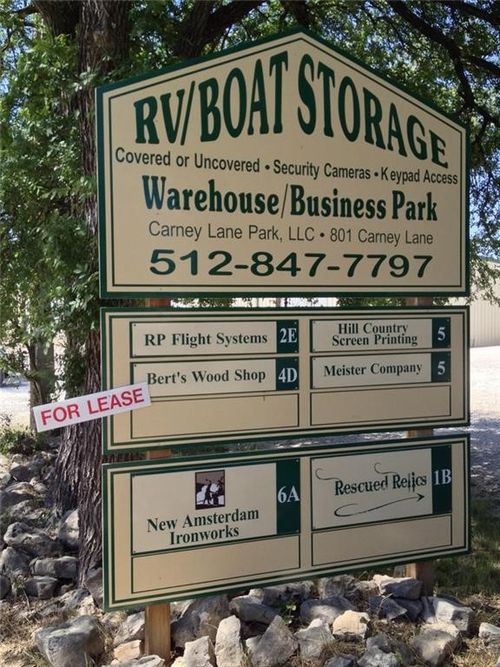 RV/BOAT STORAGE
Covered or Uncovered • Security Cameras • Keypad Access
Warehouse/Business Park
Carney Lane Park, LLC • 801 Carney Lane
512-847-7797
RP Flight Systems 2E
Hill Country
Screen Printing 5
Bert's Wood Shop 4D
Meister Company 5
FOR LEASE
New Amsterdam
Ironworks
6A
Rescued Relics 1B